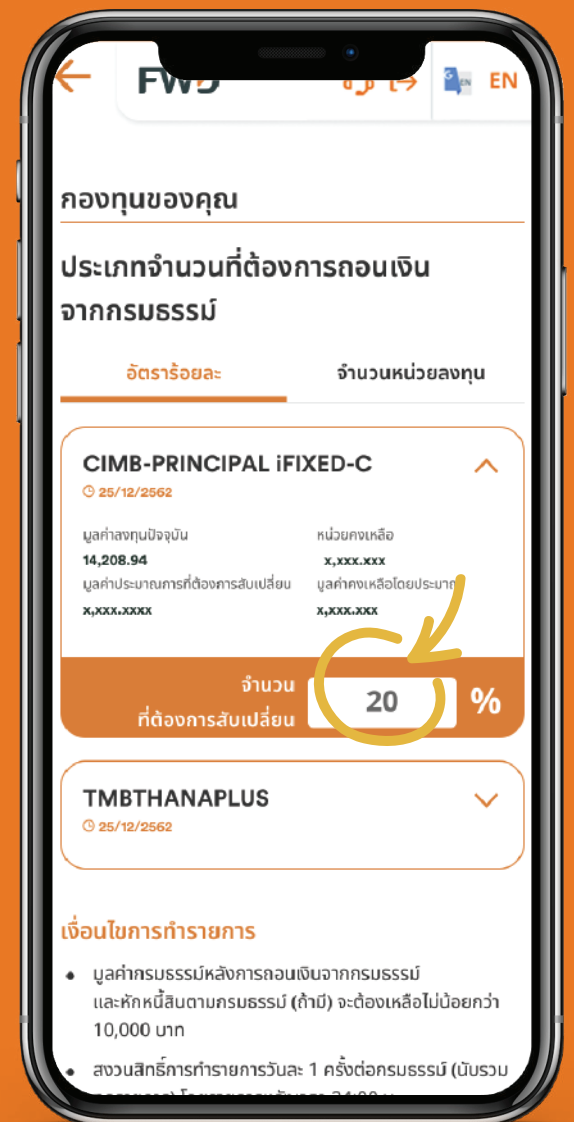 FWD
EN
กองทุนของคุณ
ประเภทจำนวนที่ต้องการถอนเงิน
จากกรมธรรม์
อัตราร้อยละ จำนวนหน่วยลงทุน
CIMB-PRINCIPAL iFIXED-C
25/12/2562
มูลค่าลงทุนปัจจุบัน หน่วยคงเหลือ
14,208.94 x,xxx.xxx
มูลค่าประมาณการที่ต้องการสับเปลี่ยน มูลค่าคงเหลือโดยประมาณ
x,xxx.xxxx x,xxx.xxx
จำนวน
ที่ต้องการสับเปลี่ยน 20 %
TMBTHANAPLUS
25/12/2562
เงื่อนไขการทำรายการ
• มูลค่ากรมธรรม์หลังการถอนเงินจากกรมธรรม์
และหักหนี้สินตามกรมธรรม์ (ถ้ามี) จะต้องเหลือไม่น้อยกว่า
10,000 บาท
• สงวนสิทธิ์การทำรายการวันละ 1 ครั้งต่อกรมธรรม์ (นับรวม